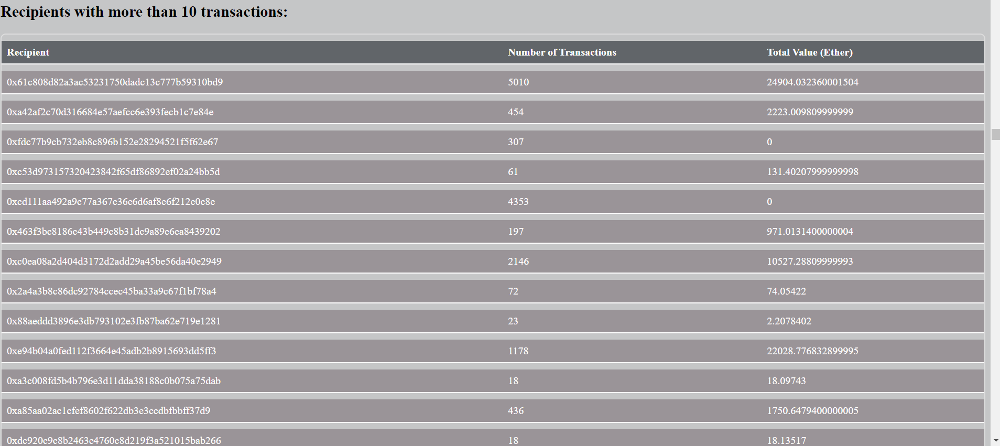 Recipients with more than 10 transactions:
Recipient Number of Transactions Total Value (Ether)
0x61c808d82a3ac53231750dadc13c777b59310bd9 5010 24904.032360001504
0xa42af2c70d316684e57aefcc6e393fecb1c7e84e 454 2223.009809999999
0xfdc77b9cb732eb8c896b152e28294521f5f62e67 307 0
0xc53d973157320423842f65df86892ef02a24bb5d 61 131.40207999999998
0xcd111aa492a9c77a367c36e6d6af8e6f212e0c8e 4353 0
0x463f3bc8186c43b449c8b31dc9a89e6ea8439202 197 971.0131400000004
0xc0ea08a2d404d3172d2add29a45be56da40e2949 2146 10527.28809999993
0x2a4a3b8c86dc92784ccec45ba33a9c67f1bf78a4 72 74.05422
0x88aeddd3896e3db793102e3fb87ba62e719e1281 23 2.2078402
0xe94b04a0fed112f3664e45adb2b8915693dd5ff3 1178 22028.776832899995
0xa3c008fd5b4b796e3d11dda38188c0b075a75dab 18 18.09743
0xa85aa02ac1cfef8602f622db3e3ccdbfbbff37d9 436 1750.6479400000005
0xdc920c9c8b2463e4760c8d219f3a521015bab266 18 18.13517